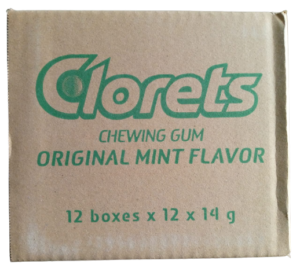 Clorets
CHEWING GUM
ORIGINAL MINT FLAVOR
12 boxes x 12 x 14 g